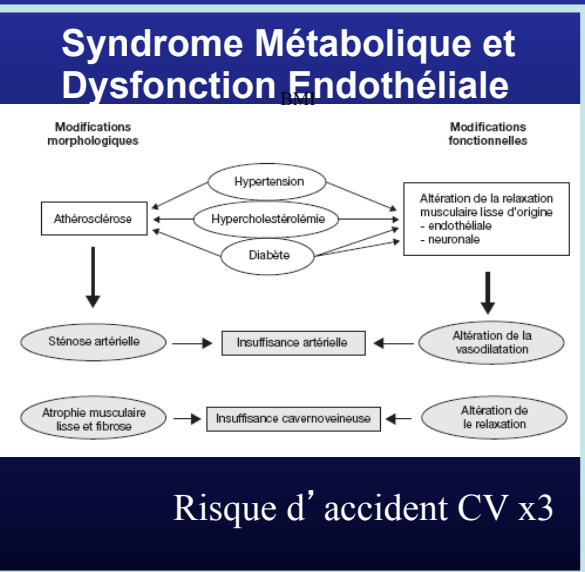 Syndrome Métabolique et
Dysfonction Endothéliale
BMI
Modifications
morphologiques
Modifications
fonctionnelles
Hypertension
Athérosclérose
Hypercholestérolémie
Diabète
Altération de la relaxation
musculaire lisse d'origine
- endothéliale
- neuronale
Sténose artérielle
Insuffisance artérielle
Altération de la
vasodilatation
Atrophie musculaire
lisse et fibrose
Insuffisance cavernoveineuse
Altération de
le relaxation
Risque d’accident CV x3